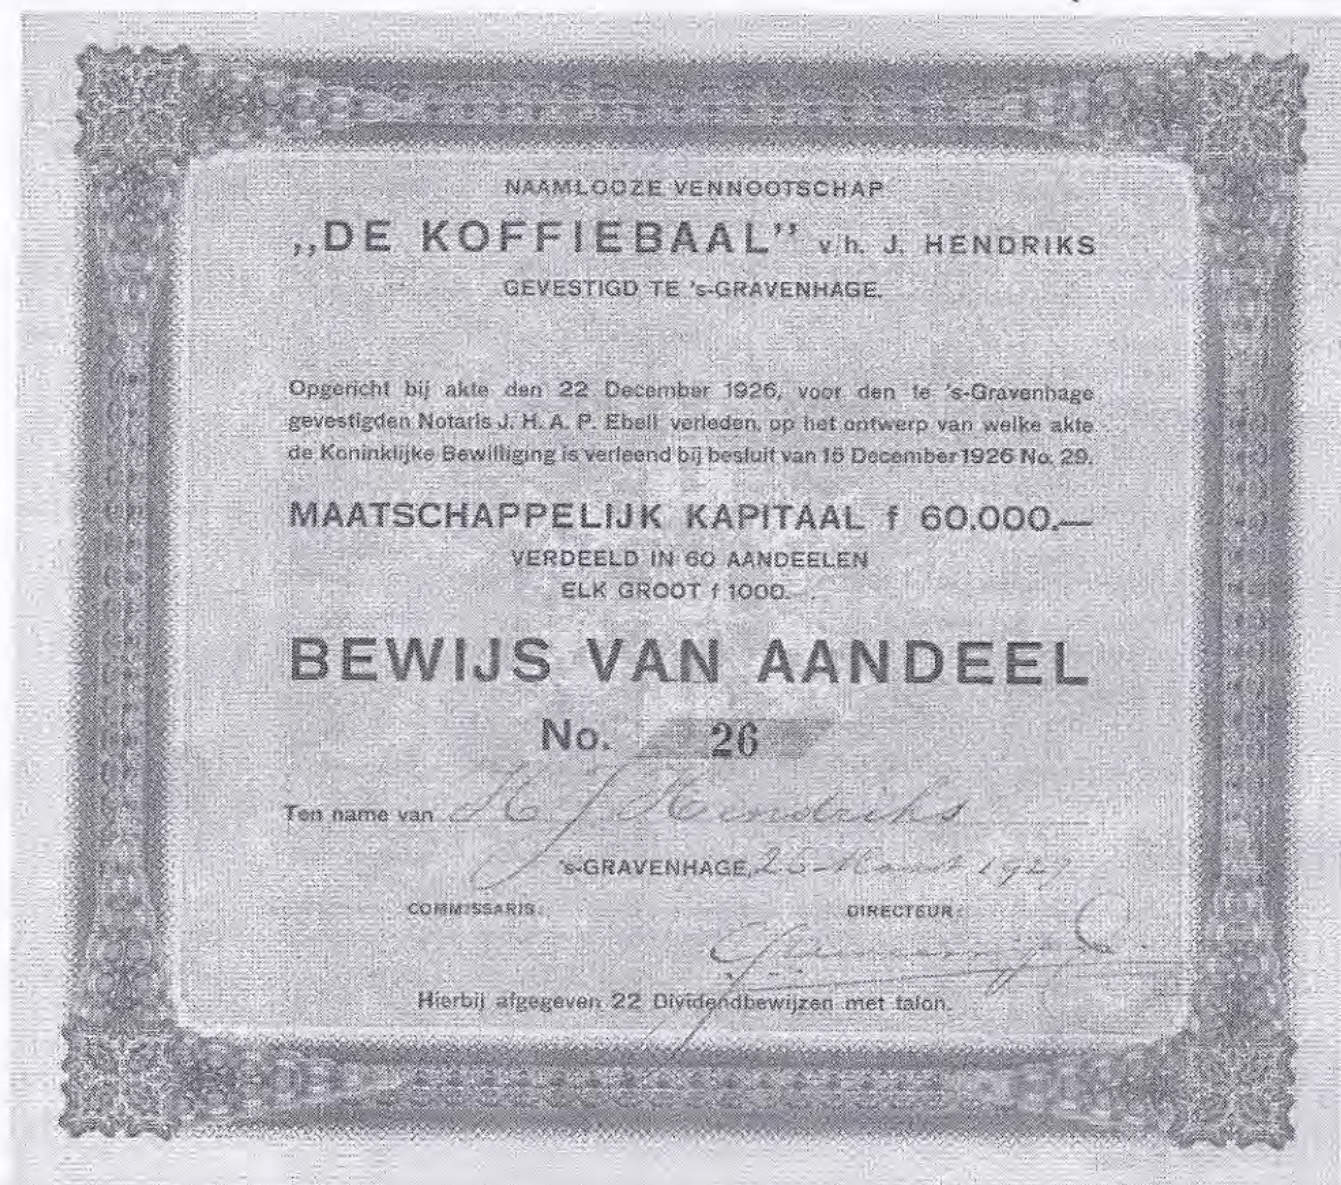 NAAMLOOZE VENNOOTSCHAP
„DE KOFFIEBAAL” v/h. J. HENDRIKS
GEVESTIGD TE 's-GRAVENHAGE.
Opgericht bij akte den 22 December 1926, voor den te 's-Gravenhage
gevestigden Notaris J. H. A. P. Ebell verleden, op het ontwerp van welke akte
de Koninklijke Bewilliging is verleend bij besluit van 15 December 1926 No. 29.
MAATSCHAPPELIJK KAPITAAL f 60.000.—
VERDEELD IN 60 AANDEELEN
ELK GROOT f 1000.—.
BEWIJS VAN AANDEEL
No. 26
Ten name van H J Hendriks
's-GRAVENHAGE, 25 Maart 1927
COMMISSARIS: DIRECTEUR:
Hierbij afgegeven 22 Dividendbewijzen met talon.